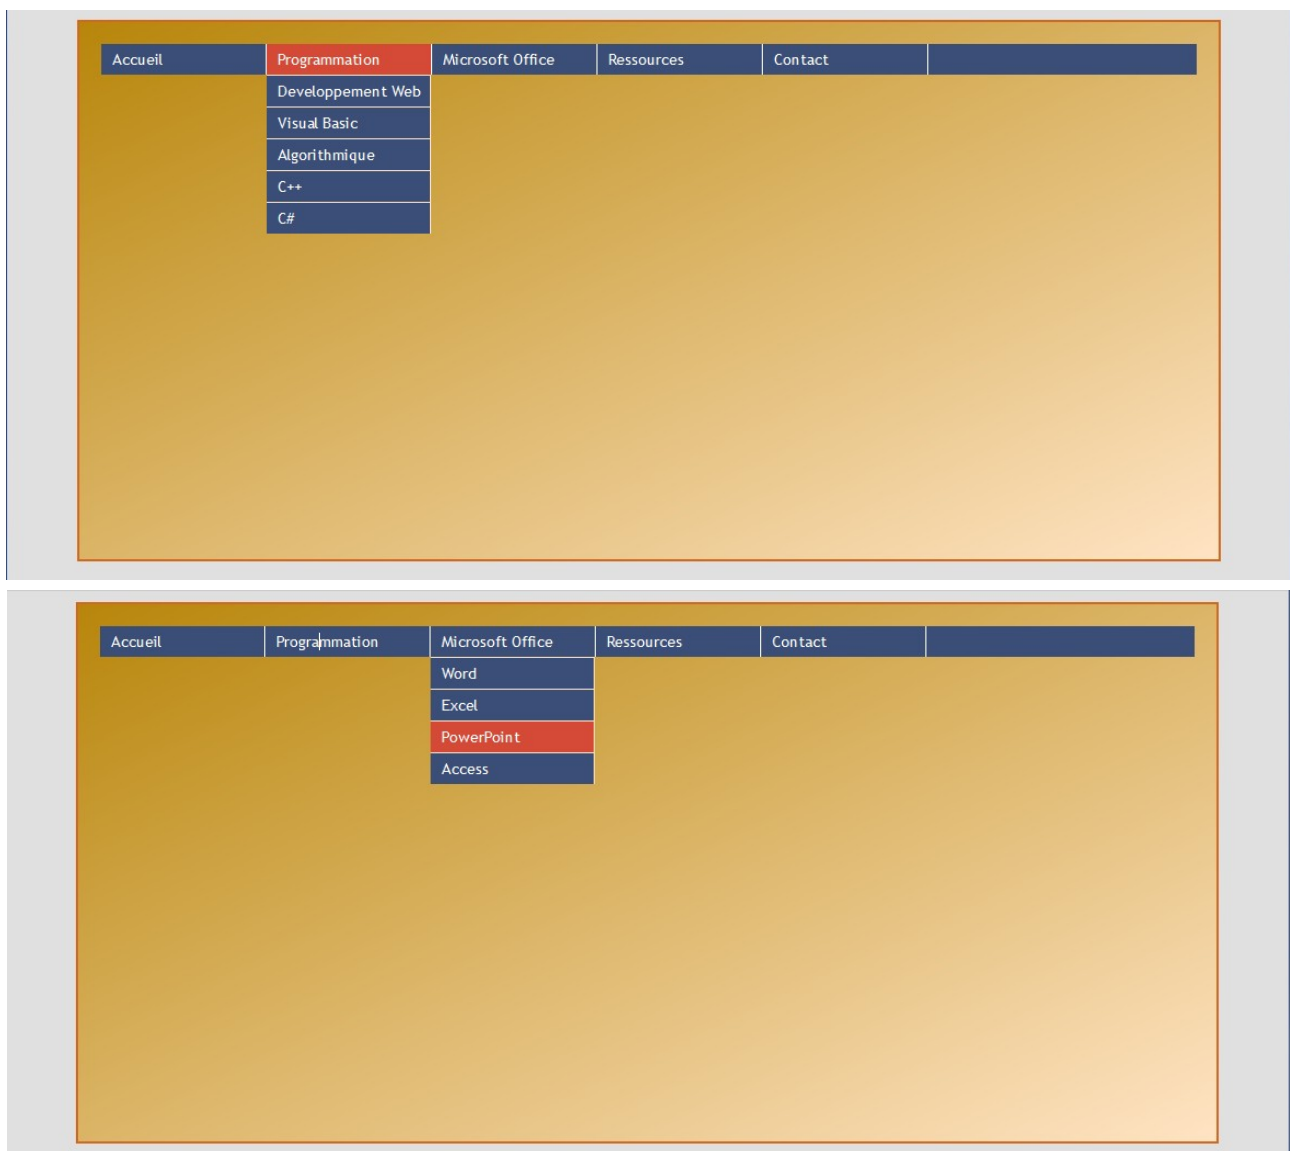 Accueil Programmation Microsoft Office Ressources Contact
Developpement Web
Visual Basic
Algorithmique
C++
C#
Accueil Programmation Microsoft Office Ressources Contact
Word
Excel
PowerPoint
Access